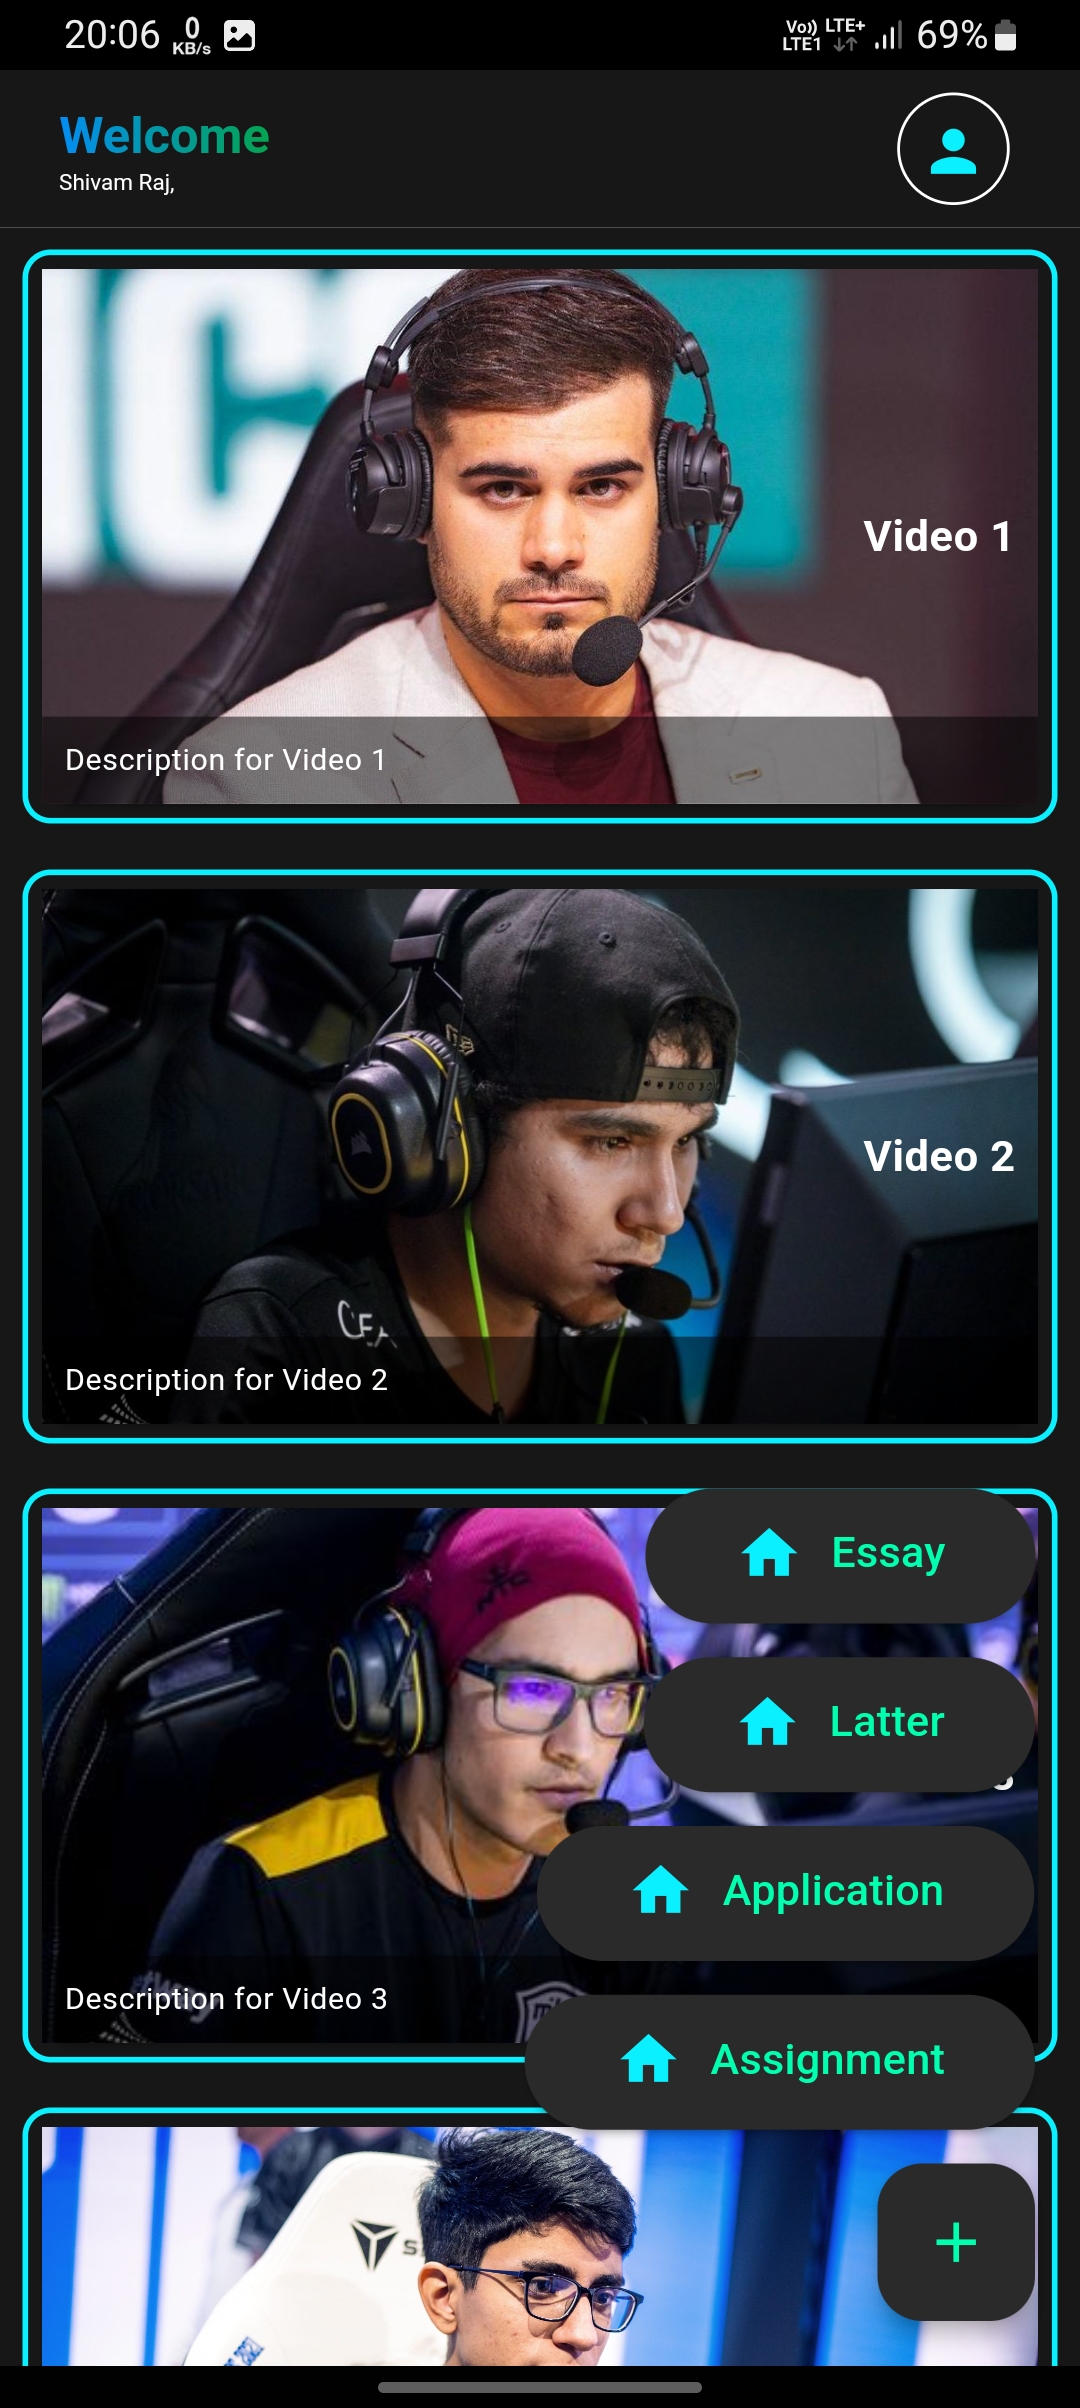 20:06 0 KB/s Vo)) LTE1 LTE+ 69%
Welcome
Shivam Raj,
Video 1
Description for Video 1
Video 2
Description for Video 2
Essay
Latter
Application
Description for Video 3
Assignment
+